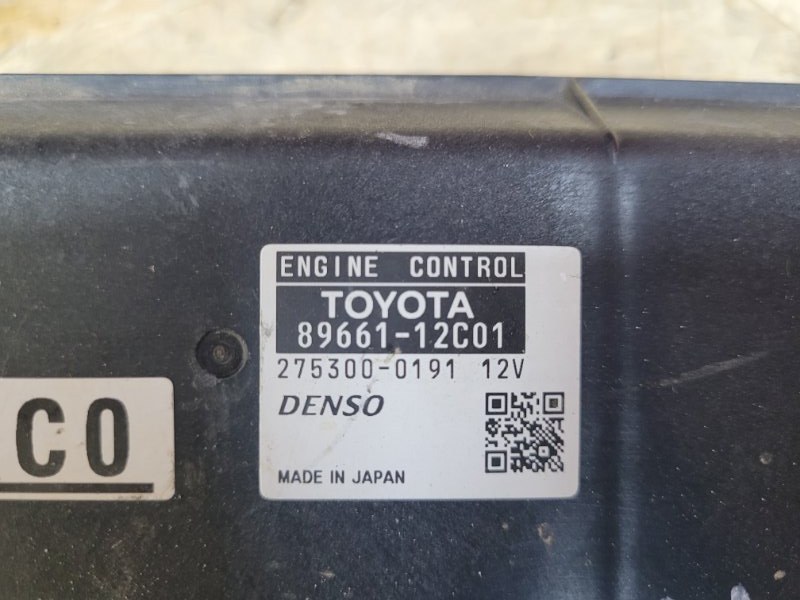 ENGINE CONTROL
TOYOTA
89661-12C01
275300-0191 12V
DENSO
MADE IN JAPAN
C0